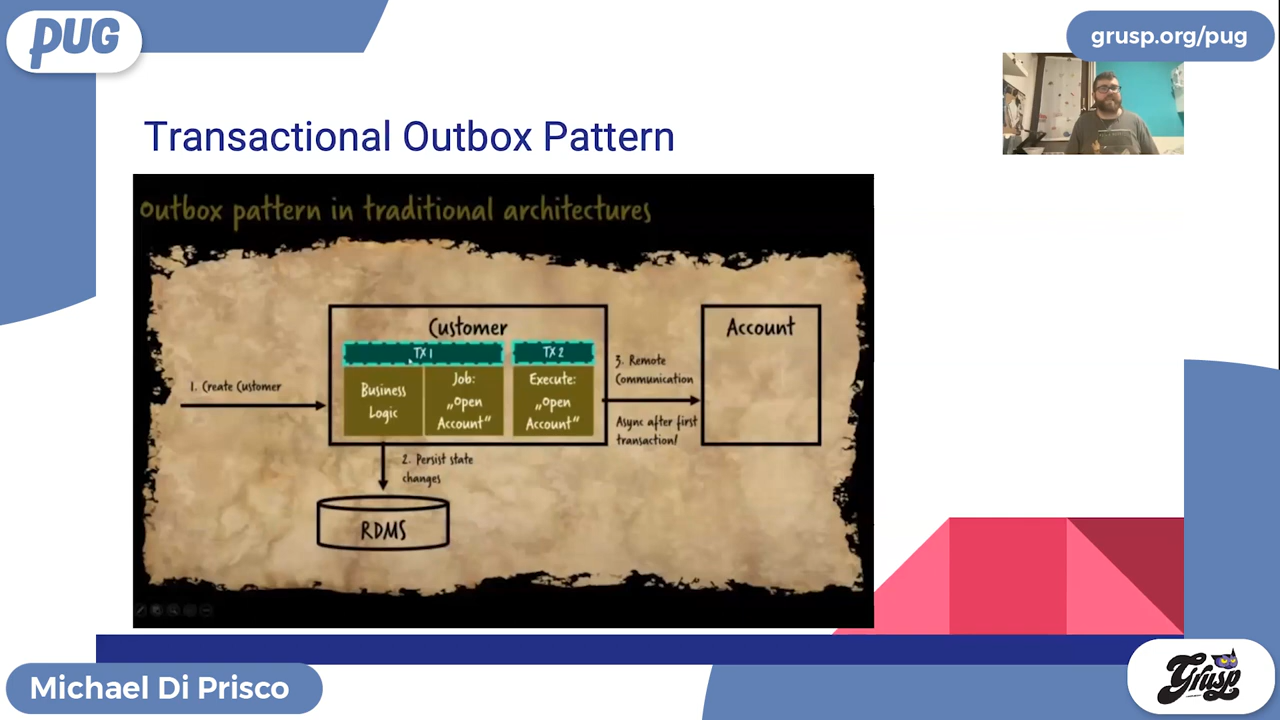 PUG
grusp.org/pug
Transactional Outbox Pattern
Outbox pattern in traditional architectures
Customer
Account
TX 1
TX 2
1. Create Customer
Business
Logic
Job:
„Open
Account“
Execute:
„Open
Account“
3. Remote
Communication
Async after first
transaction!
2. Persist state
changes
RDMS
Michael Di Prisco
Grusp